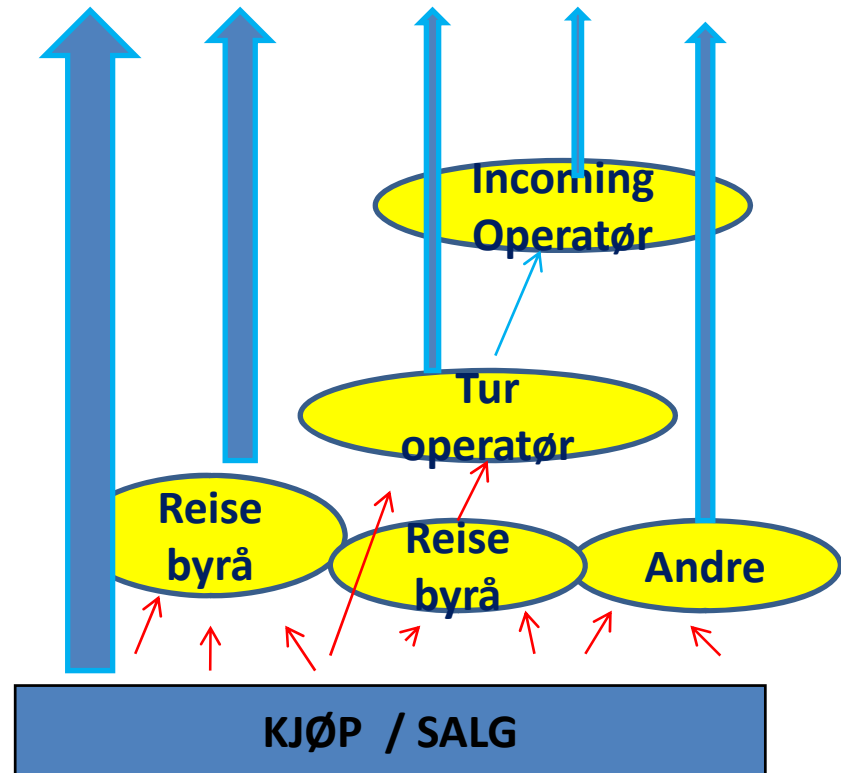 Incoming
Operatør
Tur
operatør
Reise
byrå
Reise
byrå
Andre
KJØP / SALG